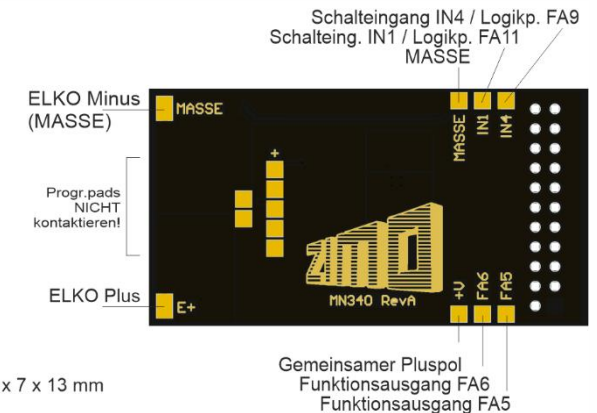 Schalteingang IN4 / Logikp. FA9
Schalteing. IN1 / Logikp. FA11
MASSE
ELKO Minus
(MASSE)
MASSE
MASSE
IN1
IN4
+
Progr.pads
NICHT
kontaktieren!
ZIMO
MN340 RevA
ELKO Plus
E+
+V
FA6
FA5
Gemeinsamer Pluspol
Funktionsausgang FA6
Funktionsausgang FA5
x 7 x 13 mm